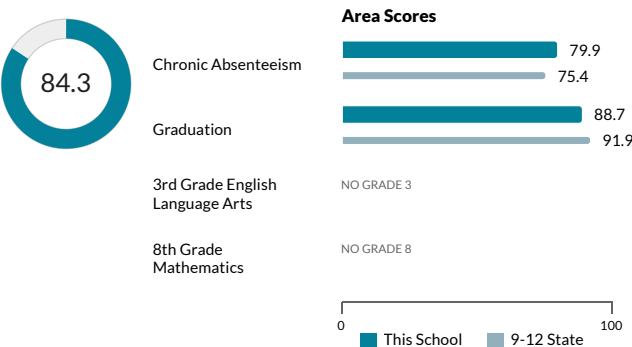 Area Scores
84.3
Chronic Absenteeism
79.9
75.4
Graduation
88.7
91.9
3rd Grade English
Language Arts
NO GRADE 3
8th Grade
Mathematics
NO GRADE 8
0
100
This School
9-12 State